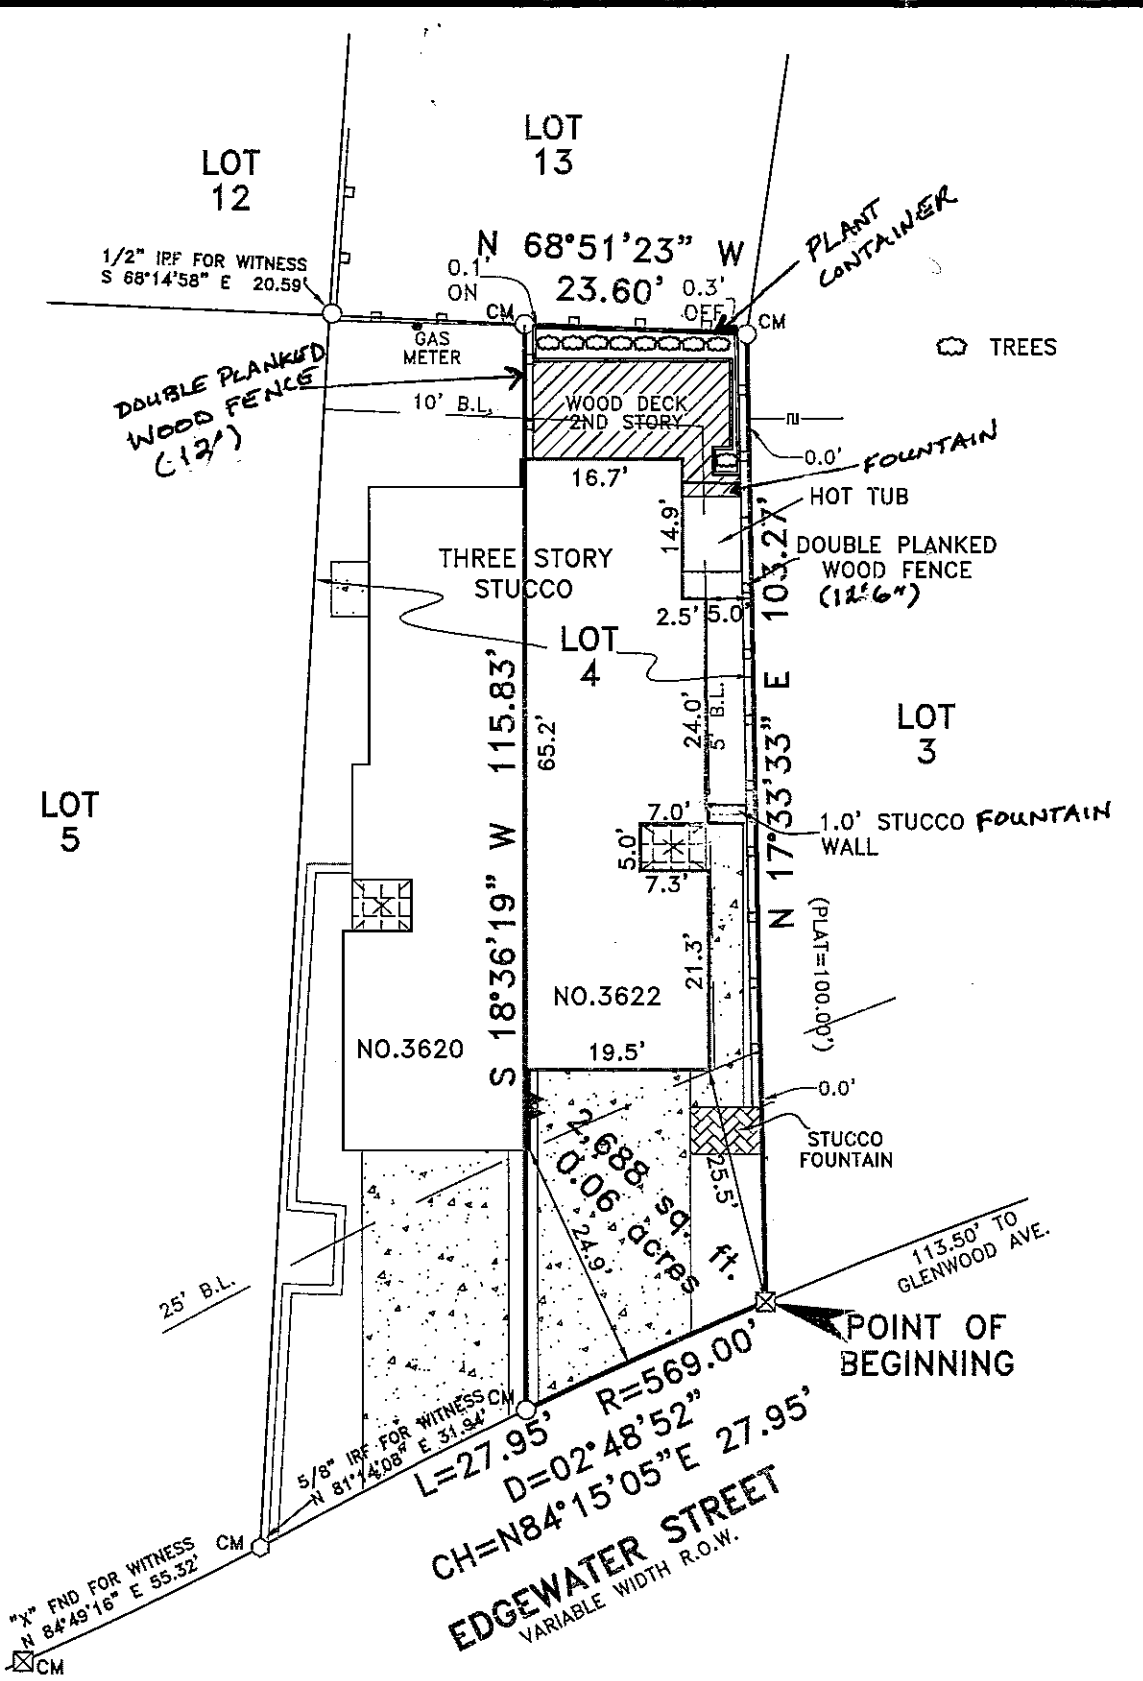 LOT
12
LOT
13
1/2" IRF FOR WITNESS
S 68°14'58" E 20.59'
N 68°51'23" W
23.60'
0.1'
ON
0.3'
OFF
PLANT
CONTAINER
CM
CM
GAS
METER
TREES
DOUBLE PLANKED
WOOD FENCE
(12')
10' B.L.
WOOD DECK
2ND STORY
0.0'
FOUNTAIN
16.7'
HOT TUB
14.9'
THREE STORY
STUCCO
DOUBLE PLANKED
WOOD FENCE
(12'6")
2.5'
5.0'
LOT
4
S 18°36'19" W 115.83'
65.2'
24.0'
5' B.L.
N 17°33'33" E 103.27'
(PLAT=100.00')
LOT
3
LOT
5
7.0'
5.0'
7.3'
1.0' STUCCO FOUNTAIN
WALL
21.3'
NO.3622
NO.3620
19.5'
0.0'
STUCCO
FOUNTAIN
2,688 sq. ft.
0.06 acres
25.5'
24.9'
25' B.L.
113.50' TO
GLENWOOD AVE.
POINT OF
BEGINNING
CM
5/8" IRF FOR WITNESS
N 81°14'08" E 31.94'
L=27.95' R=569.00'
D=02°48'52"
CH=N84°15'05"E 27.95'
EDGEWATER STREET
VARIABLE WIDTH R.O.W.
CM
"X" FND FOR WITNESS
N 84°49'16" E 55.32'
CM